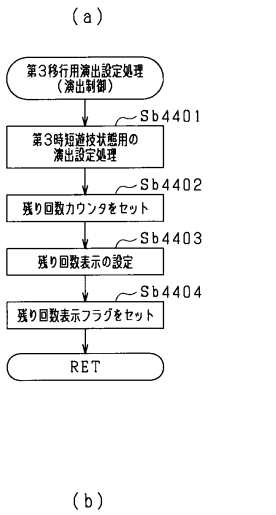 (a)
第3移行用演出設定処理
(演出制御)
Sb4401
第3時短遊技状態用の
演出設定処理
Sb4402
残り回数カウンタをセット
Sb4403
残り回数表示の設定
Sb4404
残り回数表示フラグをセット
RET
(b)